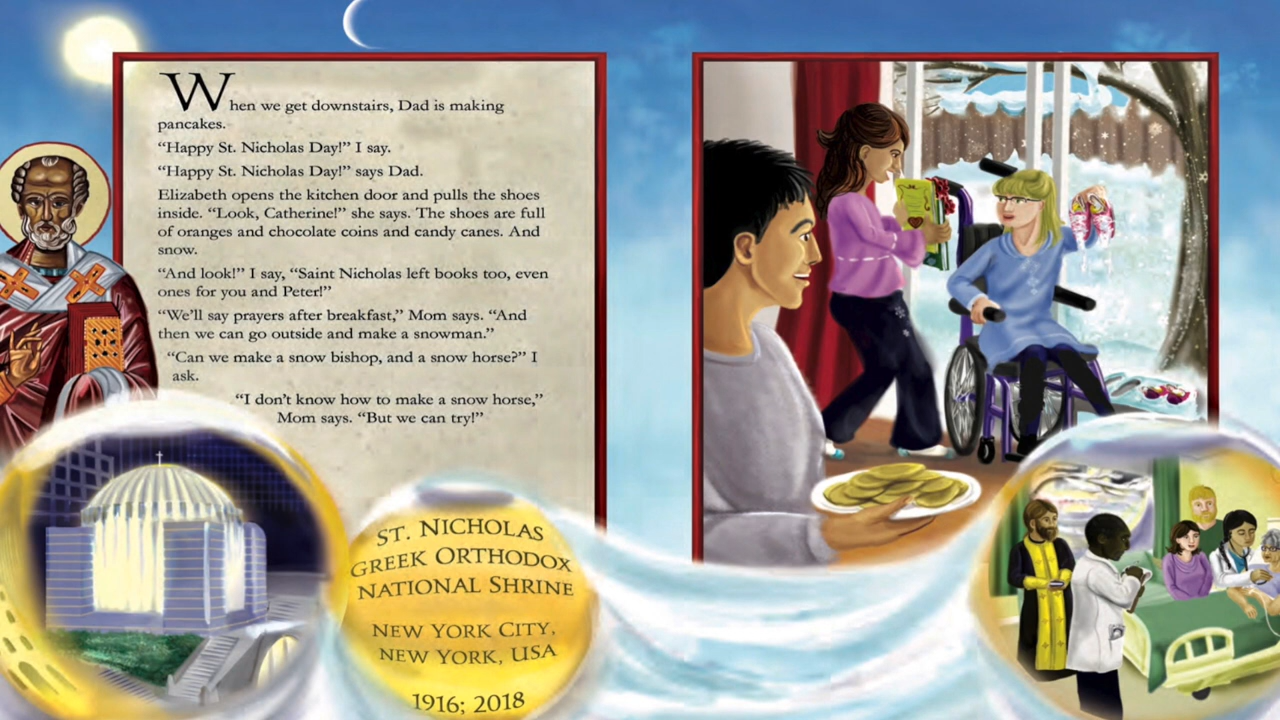 When we get downstairs, Dad is making
pancakes.
“Happy St. Nicholas Day!” I say.
“Happy St. Nicholas Day!” says Dad.
Elizabeth opens the kitchen door and pulls the shoes
inside. “Look, Catherine!” she says. The shoes are full
of oranges and chocolate coins and candy canes. And
snow.
“And look!” I say, “Saint Nicholas left books too, even
ones for you and Peter!”
“We’ll say prayers after breakfast,” Mom says. “And
then we can go outside and make a snowman.”
“Can we make a snow bishop, and a snow horse?” I
ask.
“I don’t know how to make a snow horse,”
Mom says. “But we can try!”
ST. NICHOLAS
GREEK ORTHODOX
NATIONAL SHRINE
NEW YORK CITY,
NEW YORK, USA
1916; 2018